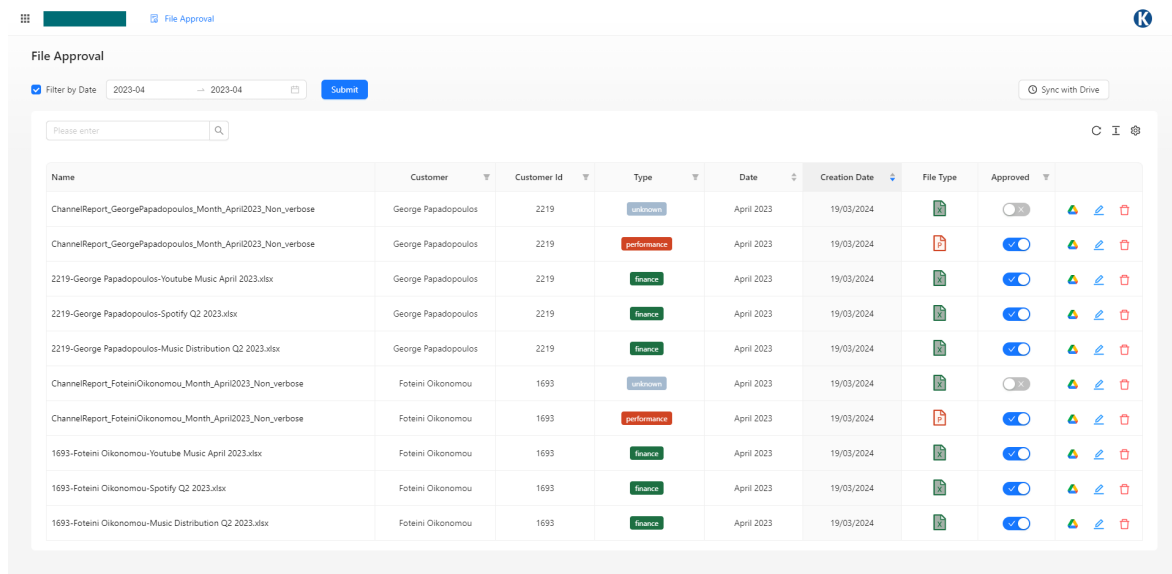 File Approval
K
File Approval
Filter by Date 2023-04 → 2023-04 Submit Sync with Drive
Please enter
Name Customer Customer Id Type Date Creation Date File Type Approved
ChannelReport_GeorgePapadopoulos_Month_April2023_Non_verbose George Papadopoulos 2219 unknown April 2023 19/03/2024 X
ChannelReport_GeorgePapadopoulos_Month_April2023_Non_verbose George Papadopoulos 2219 performance April 2023 19/03/2024 P
2219-George Papadopoulos-Youtube Music April 2023.xlsx George Papadopoulos 2219 finance April 2023 19/03/2024 X
2219-George Papadopoulos-Spotify Q2 2023.xlsx George Papadopoulos 2219 finance April 2023 19/03/2024 X
2219-George Papadopoulos-Music Distribution Q2 2023.xlsx George Papadopoulos 2219 finance April 2023 19/03/2024 X
ChannelReport_FoteiniOikonomou_Month_April2023_Non_verbose Foteini Oikonomou 1693 unknown April 2023 19/03/2024 X
ChannelReport_FoteiniOikonomou_Month_April2023_Non_verbose Foteini Oikonomou 1693 performance April 2023 19/03/2024 P
1693-Foteini Oikonomou-Youtube Music April 2023.xlsx Foteini Oikonomou 1693 finance April 2023 19/03/2024 X
1693-Foteini Oikonomou-Spotify Q2 2023.xlsx Foteini Oikonomou 1693 finance April 2023 19/03/2024 X
1693-Foteini Oikonomou-Music Distribution Q2 2023.xlsx Foteini Oikonomou 1693 finance April 2023 19/03/2024 X